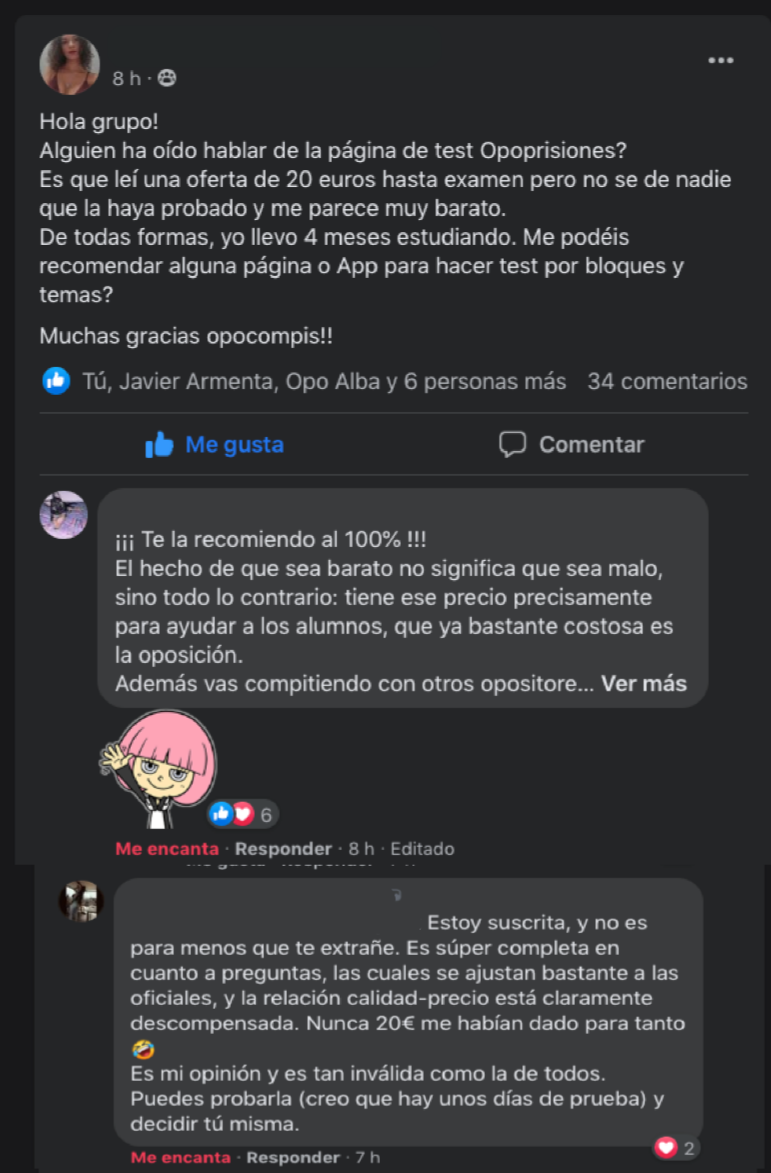 8 h ·
Hola grupo!
Alguien ha oído hablar de la página de test Opoprisiones?
Es que leí una oferta de 20 euros hasta examen pero no se de nadie
que la haya probado y me parece muy barato.
De todas formas, yo llevo 4 meses estudiando. Me podéis
recomendar alguna página o App para hacer test por bloques y
temas?
Muchas gracias opocompis!!
Tú, Javier Armenta, Opo Alba y 6 personas más 34 comentarios
Me gusta Comentar
¡¡¡ Te la recomiendo al 100% !!!
El hecho de que sea barato no significa que sea malo,
sino todo lo contrario: tiene ese precio precisamente
para ayudar a los alumnos, que ya bastante costosa es
la oposición.
Además vas compitiendo con otros opositore... Ver más
6
Me encanta · Responder · 8 h · Editado
Estoy suscrita, y no es
para menos que te extrañe. Es súper completa en
cuanto a preguntas, las cuales se ajustan bastante a las
oficiales, y la relación calidad-precio está claramente
descompensada. Nunca 20€ me habían dado para tanto
🤣
Es mi opinión y es tan inválida como la de todos.
Puedes probarla (creo que hay unos días de prueba) y
decidir tú misma.
2
Me encanta · Responder · 7 h